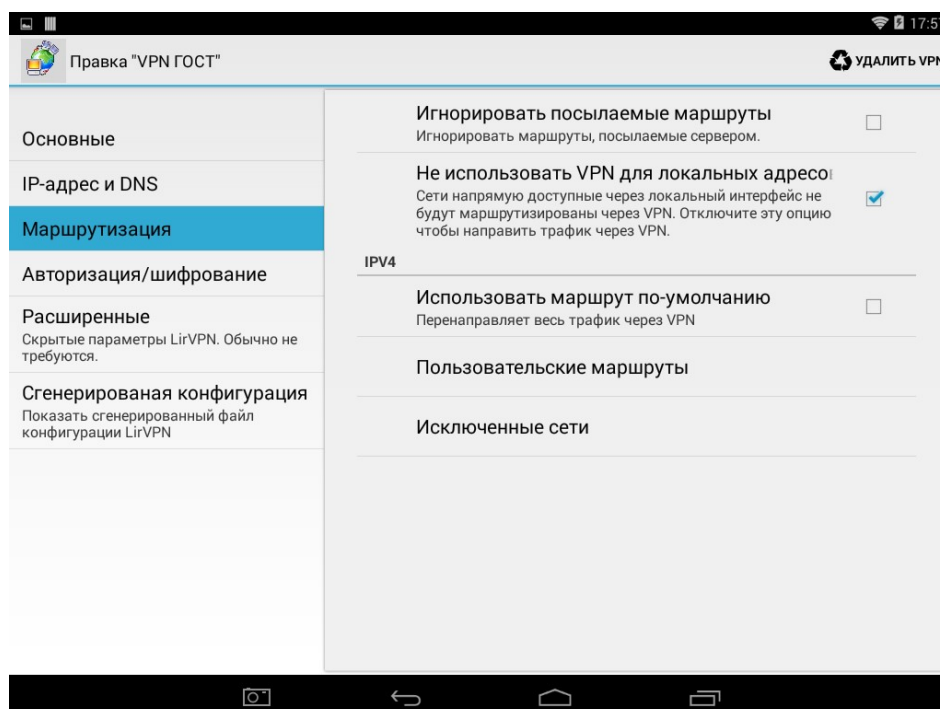 17:5
Правка "VPN ГОСТ"
УДАЛИТЬ VPN
Основные
IP-адрес и DNS
Маршрутизация
Авторизация/шифрование
Расширенные
Скрытые параметры LirVPN. Обычно не
требуются.
Сгенерированая конфигурация
Показать сгенерированный файл
конфигурации LirVPN
Игнорировать посылаемые маршруты
Игнорировать маршруты, посылаемые сервером.
Не использовать VPN для локальных адресов
Сети напрямую доступные через локальный интерфейс не
будут маршрутизированы через VPN. Отключите эту опцию
чтобы направить трафик через VPN.
IPV4
Использовать маршрут по-умолчанию
Перенаправляет весь трафик через VPN
Пользовательские маршруты
Исключенные сети